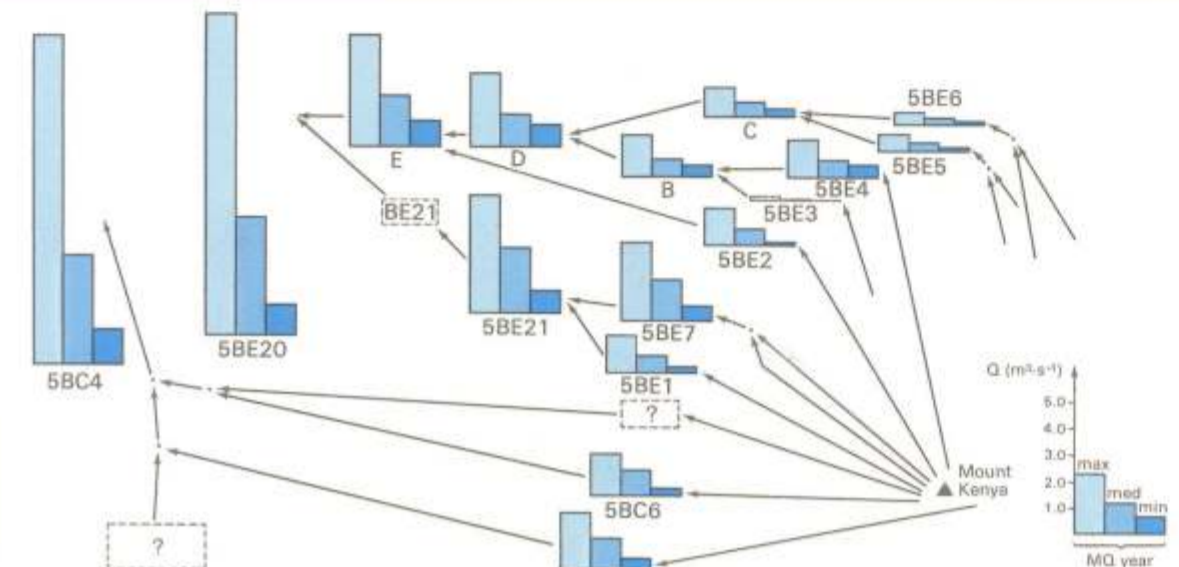 5BE6
C
E
D
5BE5
B
5BE4
5BE3
BE21
5BE2
5BE21
5BE7
5BE20
5BE1
5BC4
?
Q (m³·s⁻¹)
5.0
4.0
3.0
max
2.0
med
min
1.0
Mount
Kenya
5BC6
?
MQ year